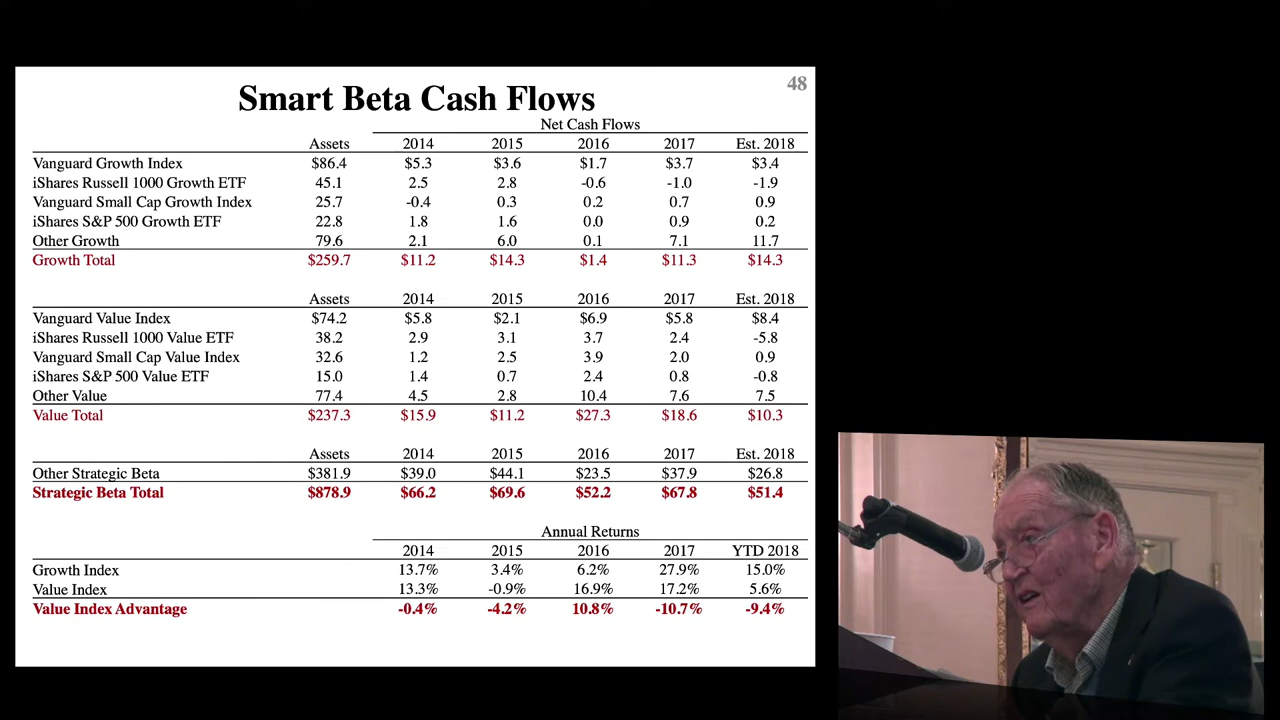 48
Smart Beta Cash Flows
Net Cash Flows
Assets 2014 2015 2016 2017 Est. 2018
Vanguard Growth Index $86.4 $5.3 $3.6 $1.7 $3.7 $3.4
iShares Russell 1000 Growth ETF 45.1 2.5 2.8 -0.6 -1.0 -1.9
Vanguard Small Cap Growth Index 25.7 -0.4 0.3 0.2 0.7 0.9
iShares S&P 500 Growth ETF 22.8 1.8 1.6 0.0 0.9 0.2
Other Growth 79.6 2.1 6.0 0.1 7.1 11.7
Growth Total $259.7 $11.2 $14.3 $1.4 $11.3 $14.3
Assets 2014 2015 2016 2017 Est. 2018
Vanguard Value Index $74.2 $5.8 $2.1 $6.9 $5.8 $8.4
iShares Russell 1000 Value ETF 38.2 2.9 3.1 3.7 2.4 -5.8
Vanguard Small Cap Value Index 32.6 1.2 2.5 3.9 2.0 0.9
iShares S&P 500 Value ETF 15.0 1.4 0.7 2.4 0.8 -0.8
Other Value 77.4 4.5 2.8 10.4 7.6 7.5
Value Total $237.3 $15.9 $11.2 $27.3 $18.6 $10.3
Assets 2014 2015 2016 2017 Est. 2018
Other Strategic Beta $381.9 $39.0 $44.1 $23.5 $37.9 $26.8
Strategic Beta Total $878.9 $66.2 $69.6 $52.2 $67.8 $51.4
Annual Returns
2014 2015 2016 2017 YTD 2018
Growth Index 13.7% 3.4% 6.2% 27.9% 15.0%
Value Index 13.3% -0.9% 16.9% 17.2% 5.6%
Value Index Advantage -0.4% -4.2% 10.8% -10.7% -9.4%